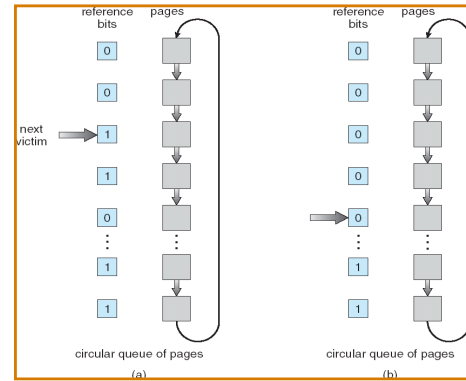 reference pages
bits
0
0
next
victim
1
1
0
1
1
circular queue of pages
(a)
reference pages
bits
0
0
0
0
0
1
1
circular queue of pages
(b)